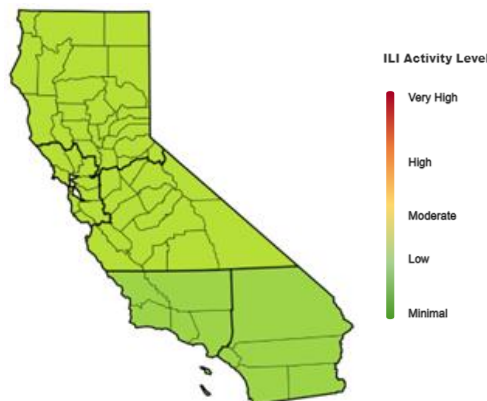 ILI Activity Level
Very High
High
Moderate
Low
Minimal